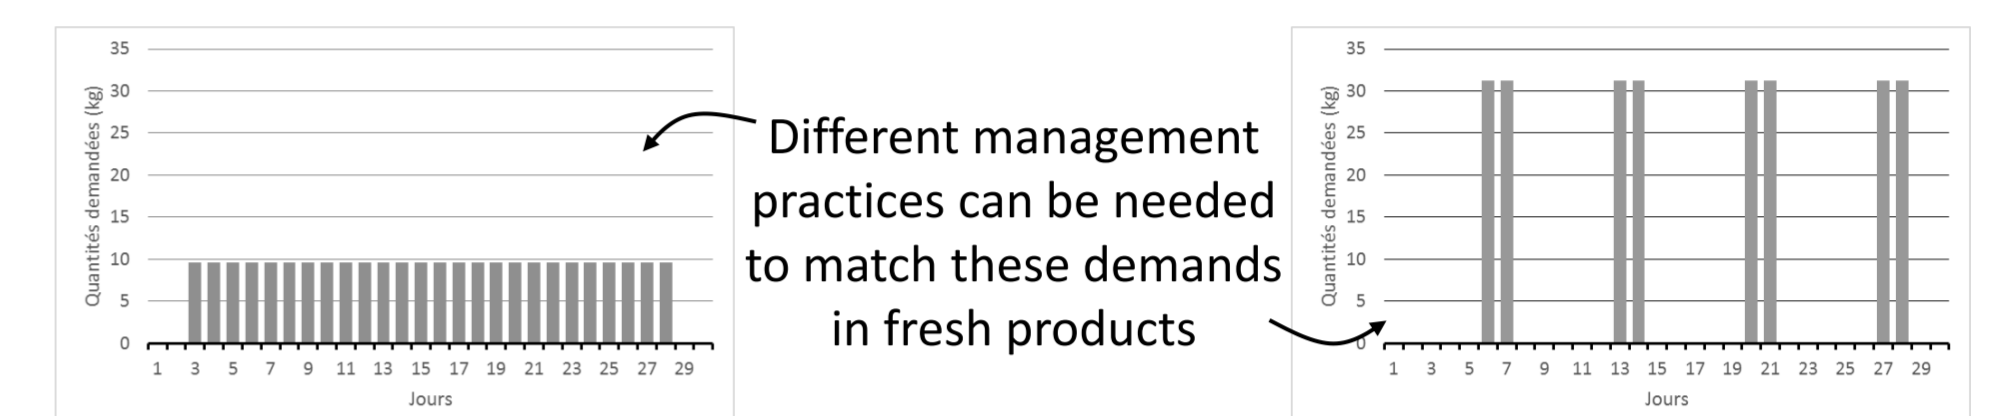 35
30
25
20
15
10
5
0
Quantités demandées (kg)
1 3 5 7 9 11 13 15 17 19 21 23 25 27 29
Jours
Different management
practices can be needed
to match these demands
in fresh products
35
30
25
20
15
10
5
0
Quantités demandées (kg)
1 3 5 7 9 11 13 15 17 19 21 23 25 27 29
Jours